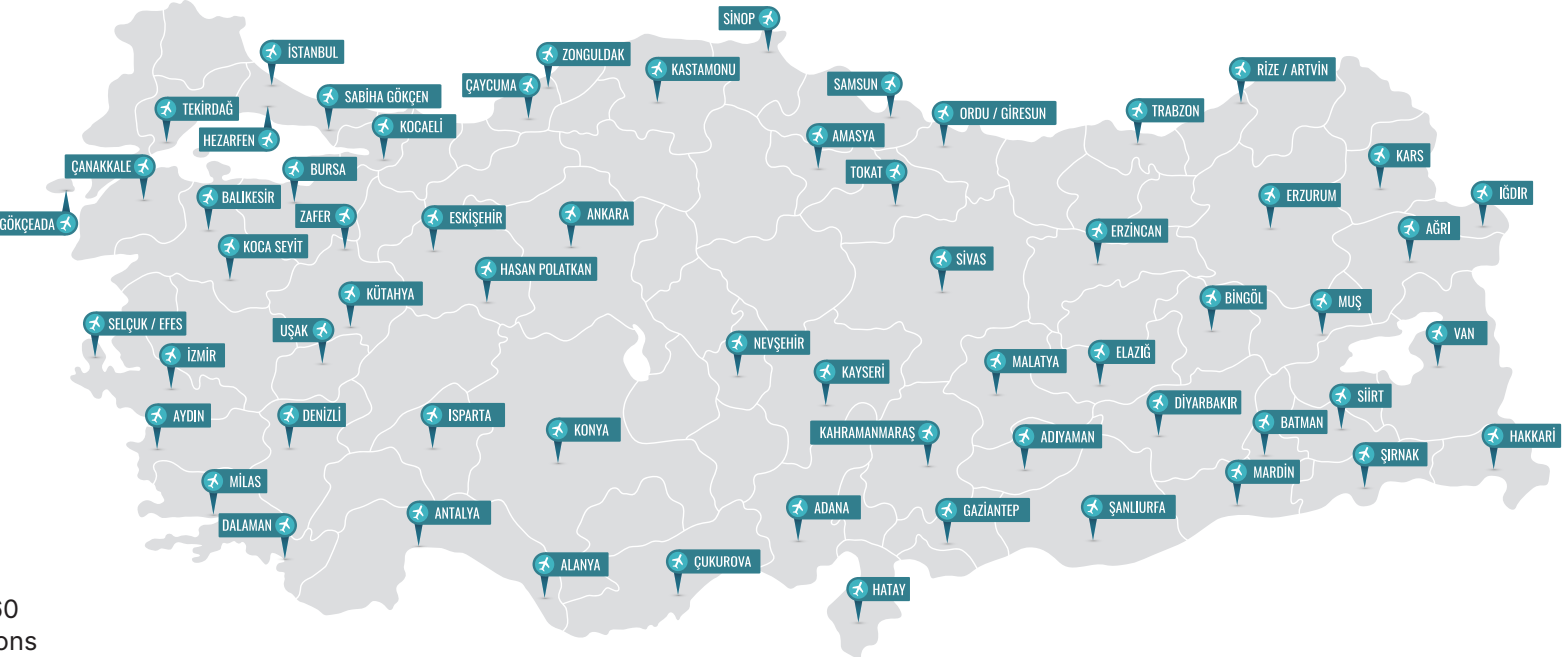 SİNOP
İSTANBUL
ZONGULDAK
KASTAMONU
RİZE / ARTVİN
ÇAYCUMA
SAMSUN
SABİHA GÖKÇEN
TEKİRDAĞ
ORDU / GİRESUN
TRABZON
KOCAELİ
HEZARFEN
AMASYA
KARS
ÇANAKKALE
BURSA
TOKAT
BALIKESİR
ERZURUM
IĞDIR
GÖKÇEADA
ZAFER
ESKİŞEHİR
ANKARA
ERZİNCAN
AĞRI
KOCA SEYİT
SİVAS
HASAN POLATKAN
KÜTAHYA
BİNGÖL
MUŞ
SELÇUK / EFES
UŞAK
VAN
NEVŞEHİR
İZMİR
MALATYA
ELAZIĞ
KAYSERİ
SİİRT
DİYARBAKIR
AYDIN
DENİZLİ
ISPARTA
BATMAN
KONYA
KAHRAMANMARAŞ
ADIYAMAN
HAKKARİ
ŞIRNAK
MARDİN
MİLAS
ADANA
GAZİANTEP
ŞANLIURFA
ANTALYA
DALAMAN
ALANYA
ÇUKUROVA
HATAY
60
ons